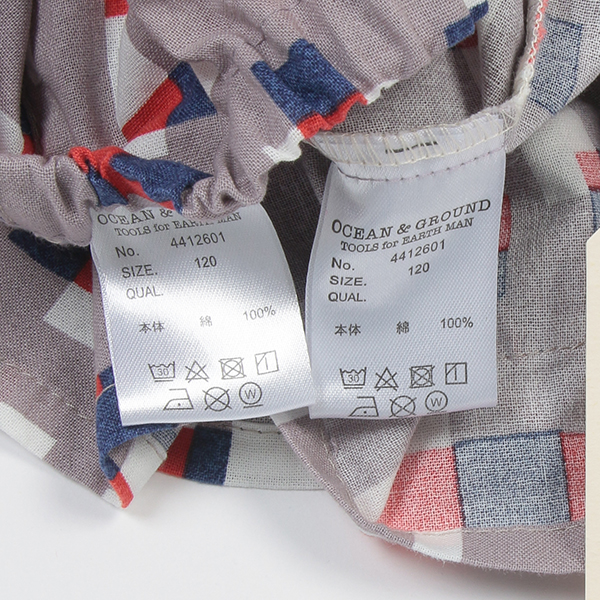 OCEAN & GROUND
TOOLS for EARTH MAN
No. 4412601
SIZE. 120
QUAL.
本体 綿 100%
30
W
OCEAN & GROUND
TOOLS for EARTH MAN
No. 4412601
SIZE. 120
QUAL.
本体 綿 100%
30
W